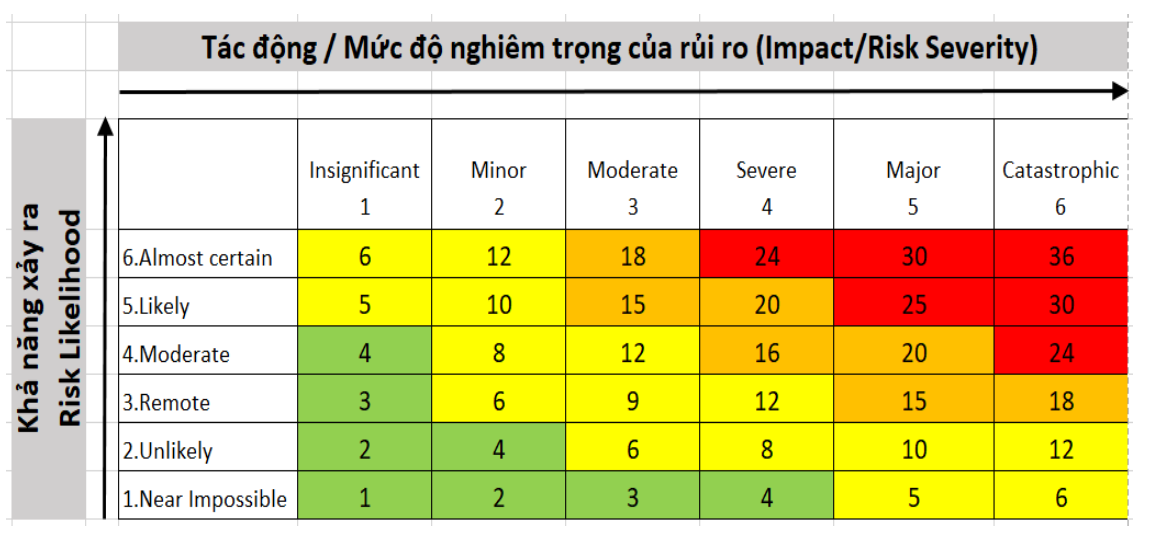 Tác động / Mức độ nghiêm trọng của rủi ro (Impact/Risk Severity)
Khả năng xảy ra
Risk Likelihood
Insignificant Minor Moderate Severe Major Catastrophic
1 2 3 4 5 6
6.Almost certain 6 12 18 24 30 36
5.Likely 5 10 15 20 25 30
4.Moderate 4 8 12 16 20 24
3.Remote 3 6 9 12 15 18
2.Unlikely 2 4 6 8 10 12
1.Near Impossible 1 2 3 4 5 6